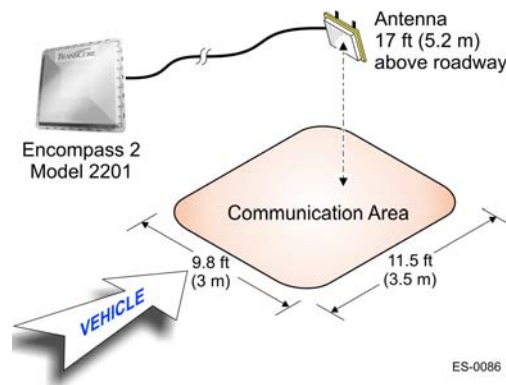 TRANSCORE
Antenna
17 ft (5.2 m)
above roadway
Encompass 2
Model 2201
Communication Area
9.8 ft
(3 m)
11.5 ft
(3.5 m)
VEHICLE
ES-0086